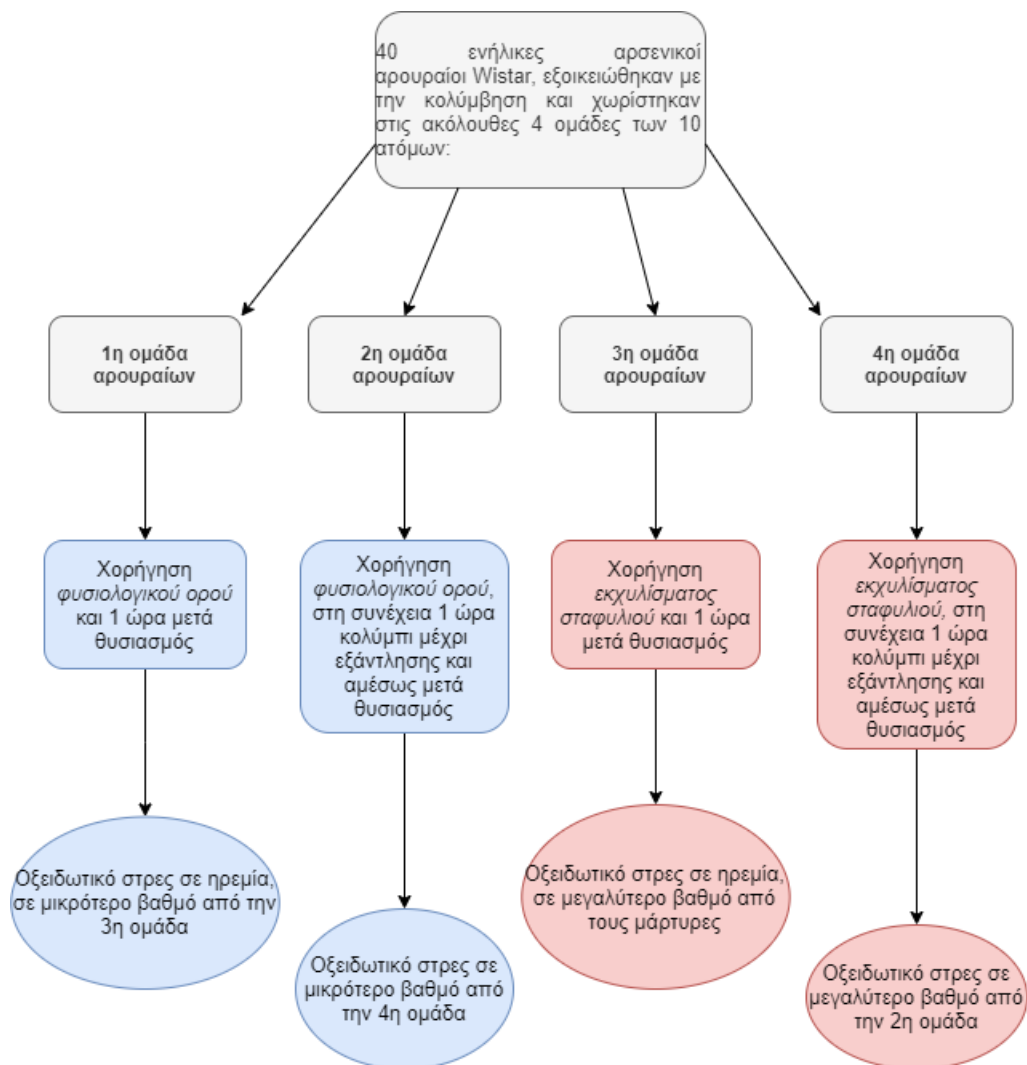 40 ενήλικες αρσενικοί
αρουραίοι Wistar, εξοικειώθηκαν με
την κολύμβηση και χωρίστηκαν
στις ακόλουθες 4 ομάδες των 10
ατόμων:
1η ομάδα
αρουραίων
2η ομάδα
αρουραίων
3η ομάδα
αρουραίων
4η ομάδα
αρουραίων
Χορήγηση
φυσιολογικού ορού
και 1 ώρα μετά
θυσιασμός
Χορήγηση
φυσιολογικού ορού,
στη συνέχεια 1 ώρα
κολύμπι μέχρι
εξάντλησης και
αμέσως μετά
θυσιασμός
Χορήγηση
εκχυλίσματος
σταφυλιού και 1 ώρα
μετά θυσιασμός
Χορήγηση
εκχυλίσματος
σταφυλιού, στη
συνέχεια 1 ώρα
κολύμπι μέχρι
εξάντλησης και
αμέσως μετά
θυσιασμός
Οξειδωτικό στρες σε ηρεμία,
σε μικρότερο βαθμό από την
3η ομάδα
Οξειδωτικό στρες σε
μικρότερο βαθμό από
την 4η ομάδα
Οξειδωτικό στρες σε ηρεμία,
σε μεγαλύτερο βαθμό από
τους μάρτυρες
Οξειδωτικό στρες σε
μεγαλύτερο βαθμό από
την 2η ομάδα